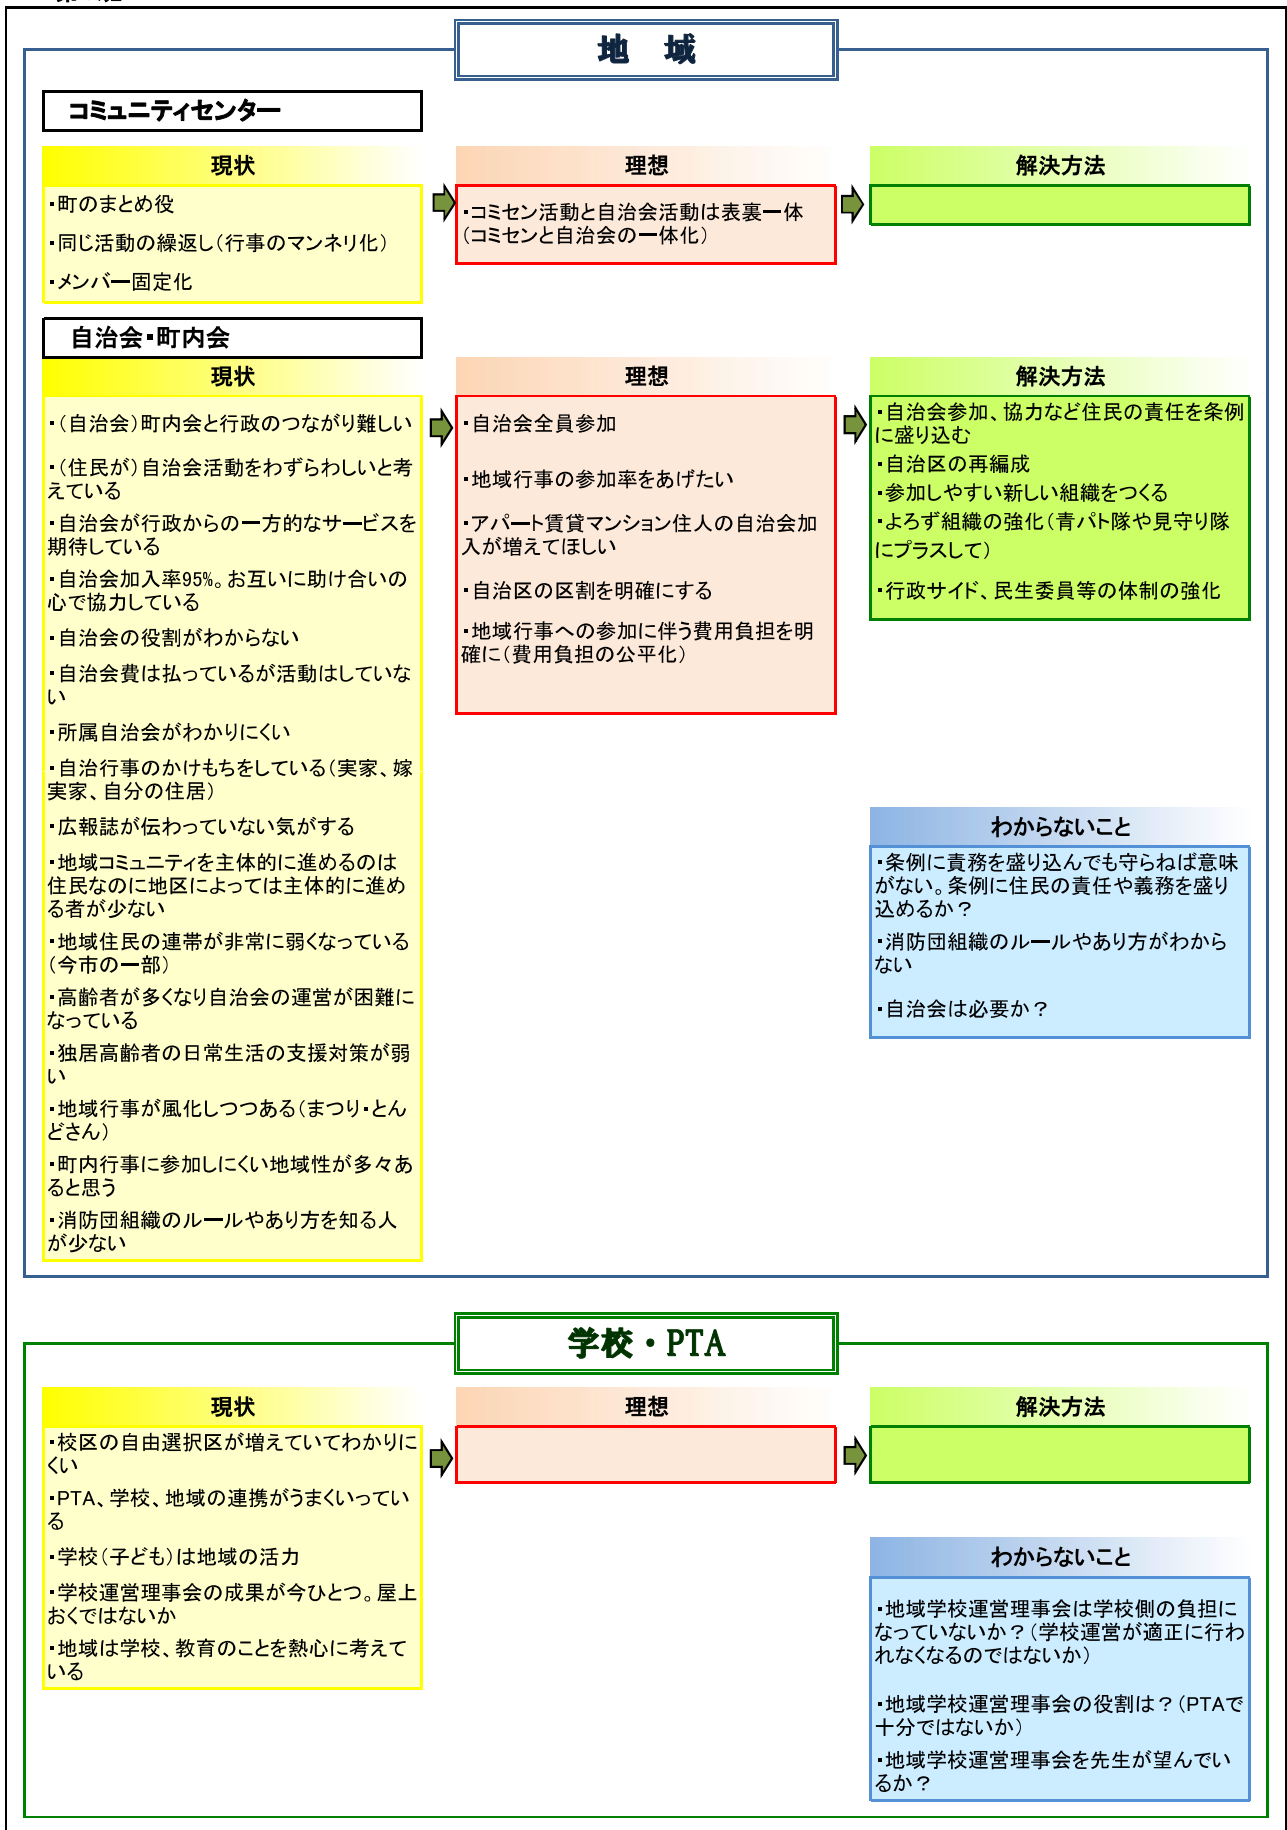 地　域
コミュニティセンター
現状
・町のまとめ役
・同じ活動の繰返し（行事のマンネリ化）
・メンバー固定化
理想
・コミセン活動と自治会活動は表裏一体
（コミセンと自治会の一体化）
解決方法
自治会・町内会
現状
・（自治会）町内会と行政のつながり難しい
・（住民が）自治会活動をわずらわしいと考
えている
・自治会が行政からの一方的なサービスを
期待している
・自治会加入率95%。お互いに助け合いの
心で協力している
・自治会の役割がわからない
・自治会費は払っているが活動はしていな
い
・所属自治会がわかりにくい
・自治行事のかけもちをしている（実家、嫁
実家、自分の住居）
・広報誌が伝わっていない気がする
・地域コミュニティを主体的に進めるのは
住民なのに地区によっては主体的に進め
る者が少ない
・地域住民の連帯が非常に弱くなっている
（今市の一部）
・高齢者が多くなり自治会の運営が困難に
なっている
・独居高齢者の日常生活の支援対策が弱
い
・地域行事が風化しつつある（まつり・とん
どさん）
・町内行事に参加しにくい地域性が多々あ
ると思う
・消防団組織のルールやあり方を知る人
が少ない
理想
・自治会全員参加
・地域行事の参加率をあげたい
・アパート賃貸マンション住人の自治会加
入が増えてほしい
・自治区の区割を明確にする
・地域行事への参加に伴う費用負担を明
確に（費用負担の公平化）
解決方法
・自治会参加、協力など住民の責任を条例
に盛り込む
・自治区の再編成
・参加しやすい新しい組織をつくる
・よろず組織の強化（青パト隊や見守り隊
にプラスして）
・行政サイド、民生委員等の体制の強化
わからないこと
・条例に責務を盛り込んでも守らねば意味
がない。条例に住民の責任や義務を盛り
込めるか？
・消防団組織のルールやあり方がわから
ない
・自治会は必要か？
学校・PTA
現状
・校区の自由選択区が増えていてわかりに
くい
・PTA、学校、地域の連携がうまくいってい
る
・学校（子ども）は地域の活力
・学校運営理事会の成果が今ひとつ。屋上
おくではないか
・地域は学校、教育のことを熱心に考えて
いる
理想
解決方法
わからないこと
・地域学校運営理事会は学校側の負担に
なっていないか？（学校運営が適正に行わ
れなくなるのではないか）
・地域学校運営理事会の役割は？（PTAで
十分ではないか）
・地域学校運営理事会を先生が望んでい
るか？